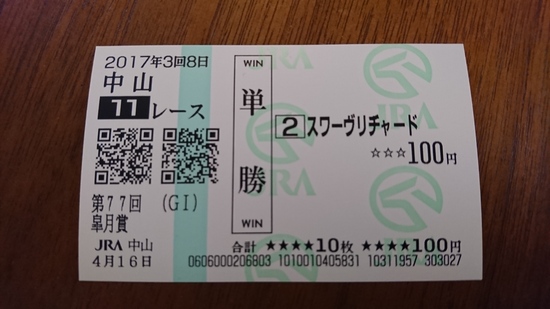 2017年3回8日
中山
11レース
第77回 (GI)
皐月賞
JRA 中山
4月16日
WIN
単勝
WIN
2 スワーヴリチャード
☆☆☆100円
JRA
JRA
合計 ★★★★10枚 ★★★★100円
0606000206803 1010010405831 10311957 303027